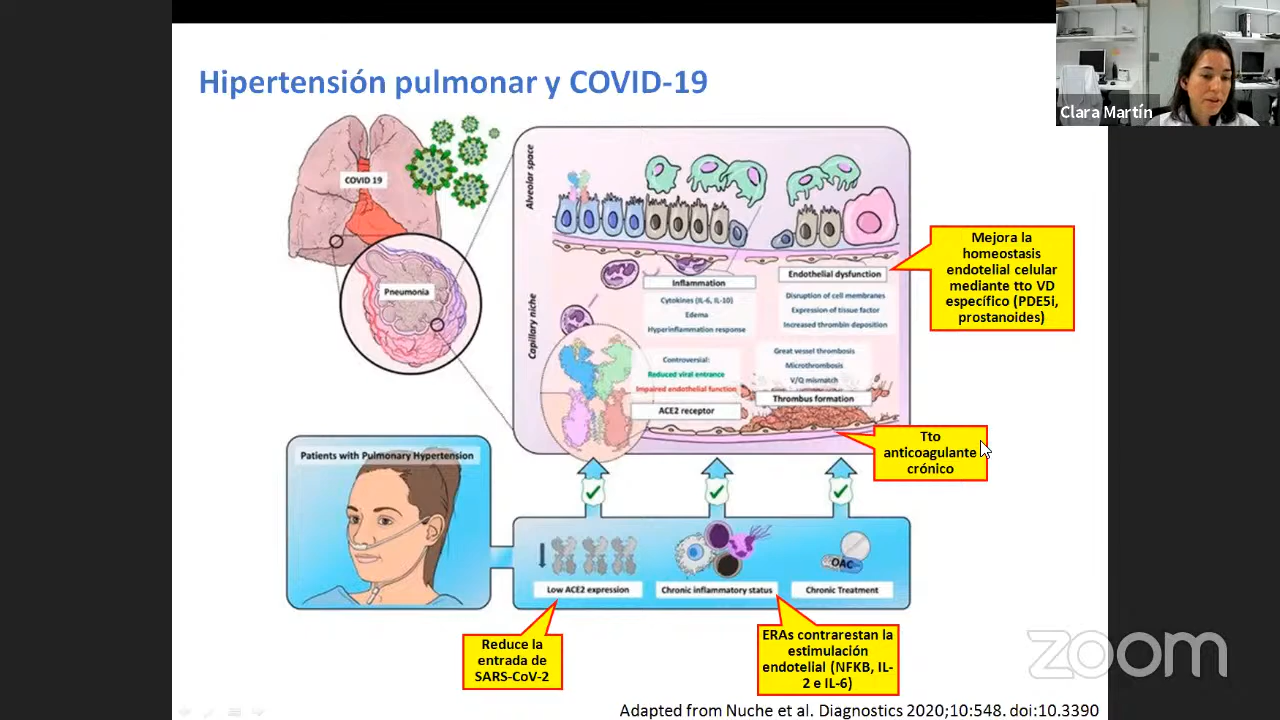 Hipertensión pulmonar y COVID-19
Clara Martín
COVID 19
Pneumonia
Alveolar space
Capillary niche
Inflammation
Cytokines (IL-6, IL-10)
Edema
Hyperinflammation response
Endothelial dysfunction
Disruption of cell membranes
Expression of tissue factor
Increased thrombin deposition
Controversial:
Reduced viral entrance
Impaired endothelial function
ACE2 receptor
Great vessel thrombosis
Microthrombosis
V/Q mismatch
Thrombus formation
Mejora la
homeostasis
endotelial celular
mediante tto VD
específico (PDE5i,
prostanoides)
Tto
anticoagulante
crónico
Patients with Pulmonary Hypertension
Low ACE2 expression
Chronic inflammatory status
OAC
Chronic Treatment
Reduce la
entrada de
SARS-CoV-2
ERAs contrarestan la
estimulación
endotelial (NFKB, IL-
2 e IL-6)
zoom
Adapted from Nuche et al. Diagnostics 2020;10:548. doi:10.3390